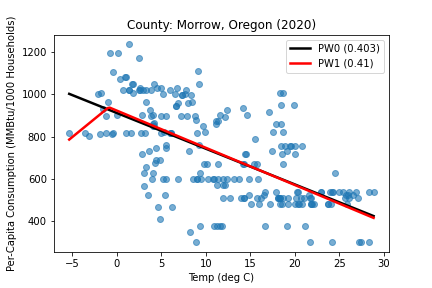 County: Morrow, Oregon (2020)
Per-Capita Consumption (MMBtu/1000 Households)
1200
1000
800
600
400
PW0 (0.403)
PW1 (0.41)
−5 0 5 10 15 20 25 30
Temp (deg C)